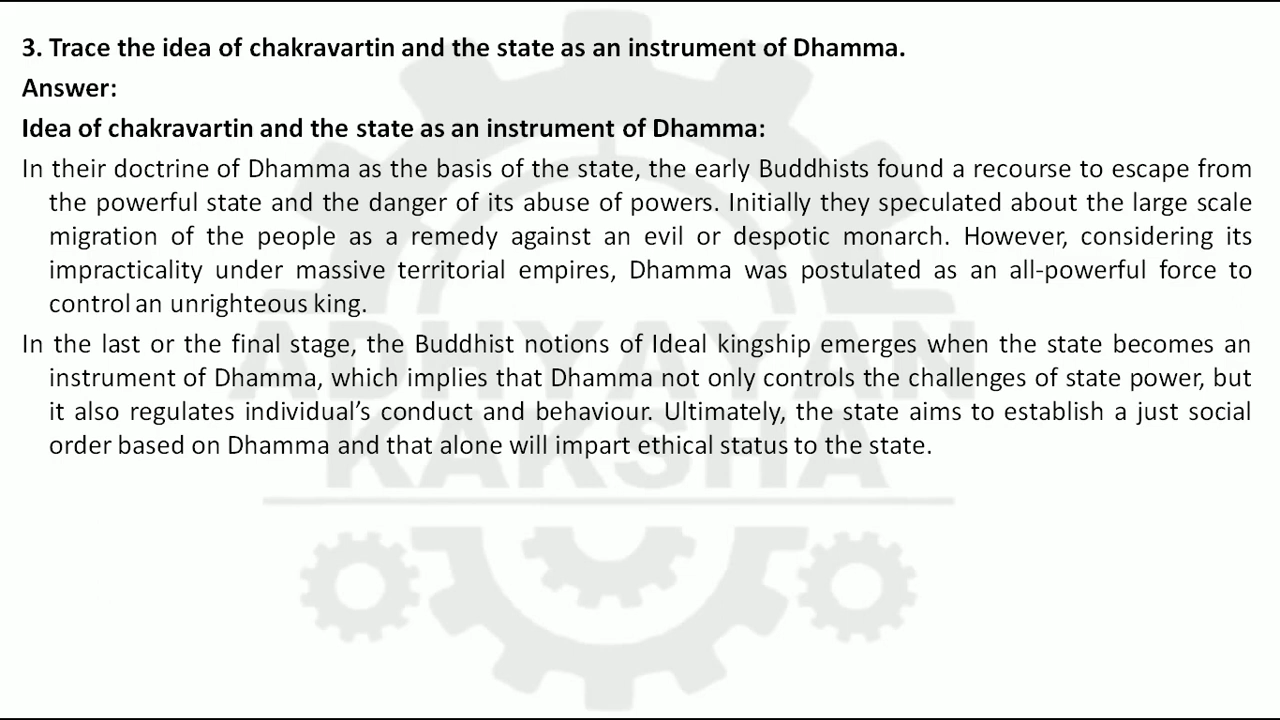 3. Trace the idea of chakravartin and the state as an instrument of Dhamma.
Answer:
Idea of chakravartin and the state as an instrument of Dhamma:
In their doctrine of Dhamma as the basis of the state, the early Buddhists found a recourse to escape from
the powerful state and the danger of its abuse of powers. Initially they speculated about the large scale
migration of the people as a remedy against an evil or despotic monarch. However, considering its
impracticality under massive territorial empires, Dhamma was postulated as an all-powerful force to
control an unrighteous king.
In the last or the final stage, the Buddhist notions of Ideal kingship emerges when the state becomes an
instrument of Dhamma, which implies that Dhamma not only controls the challenges of state power, but
it also regulates individual's conduct and behaviour. Ultimately, the state aims to establish a just social
order based on Dhamma and that alone will impart ethical status to the state.
ADHYAYAN
KAKSHA